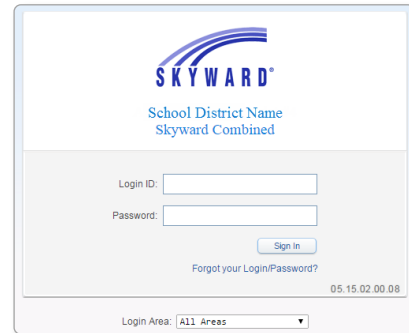 SKYWARD®
School District Name
Skyward Combined
Login ID:
Password:
Sign In
Forgot your Login/Password?
05.15.02.00.08
Login Area: All Areas